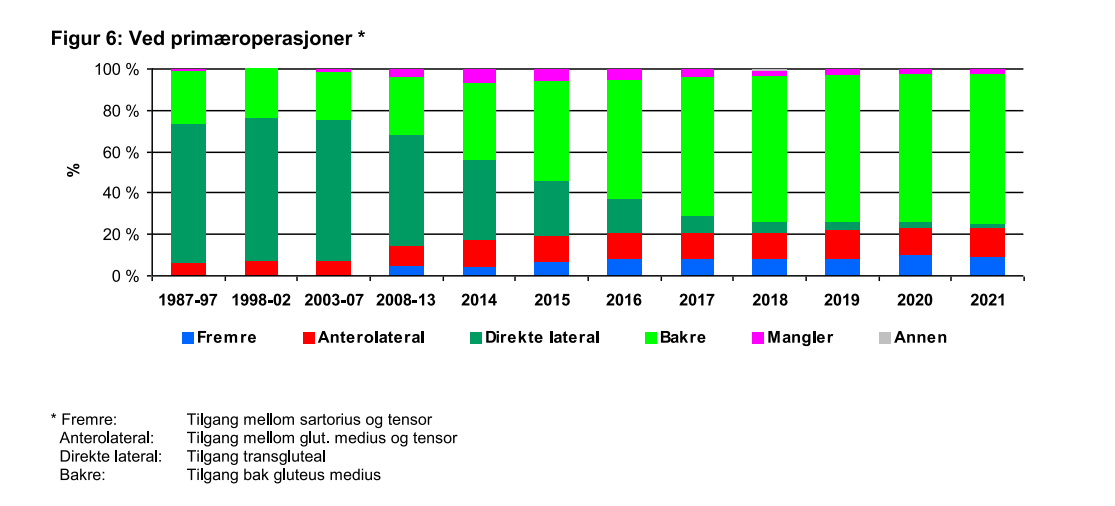 Figur 6: Ved primæroperasjoner *
100 %
80 %
60 %
40 %
20 %
0 %
%
1987-97 1998-02 2003-07 2008-13 2014 2015 2016 2017 2018 2019 2020 2021
Fremre Anterolateral Direkte lateral Bakre Mangler Annen
* Fremre: Tilgang mellom sartorius og tensor
Anterolateral: Tilgang mellom glut. medius og tensor
Direkte lateral: Tilgang transgluteal
Bakre: Tilgang bak gluteus medius